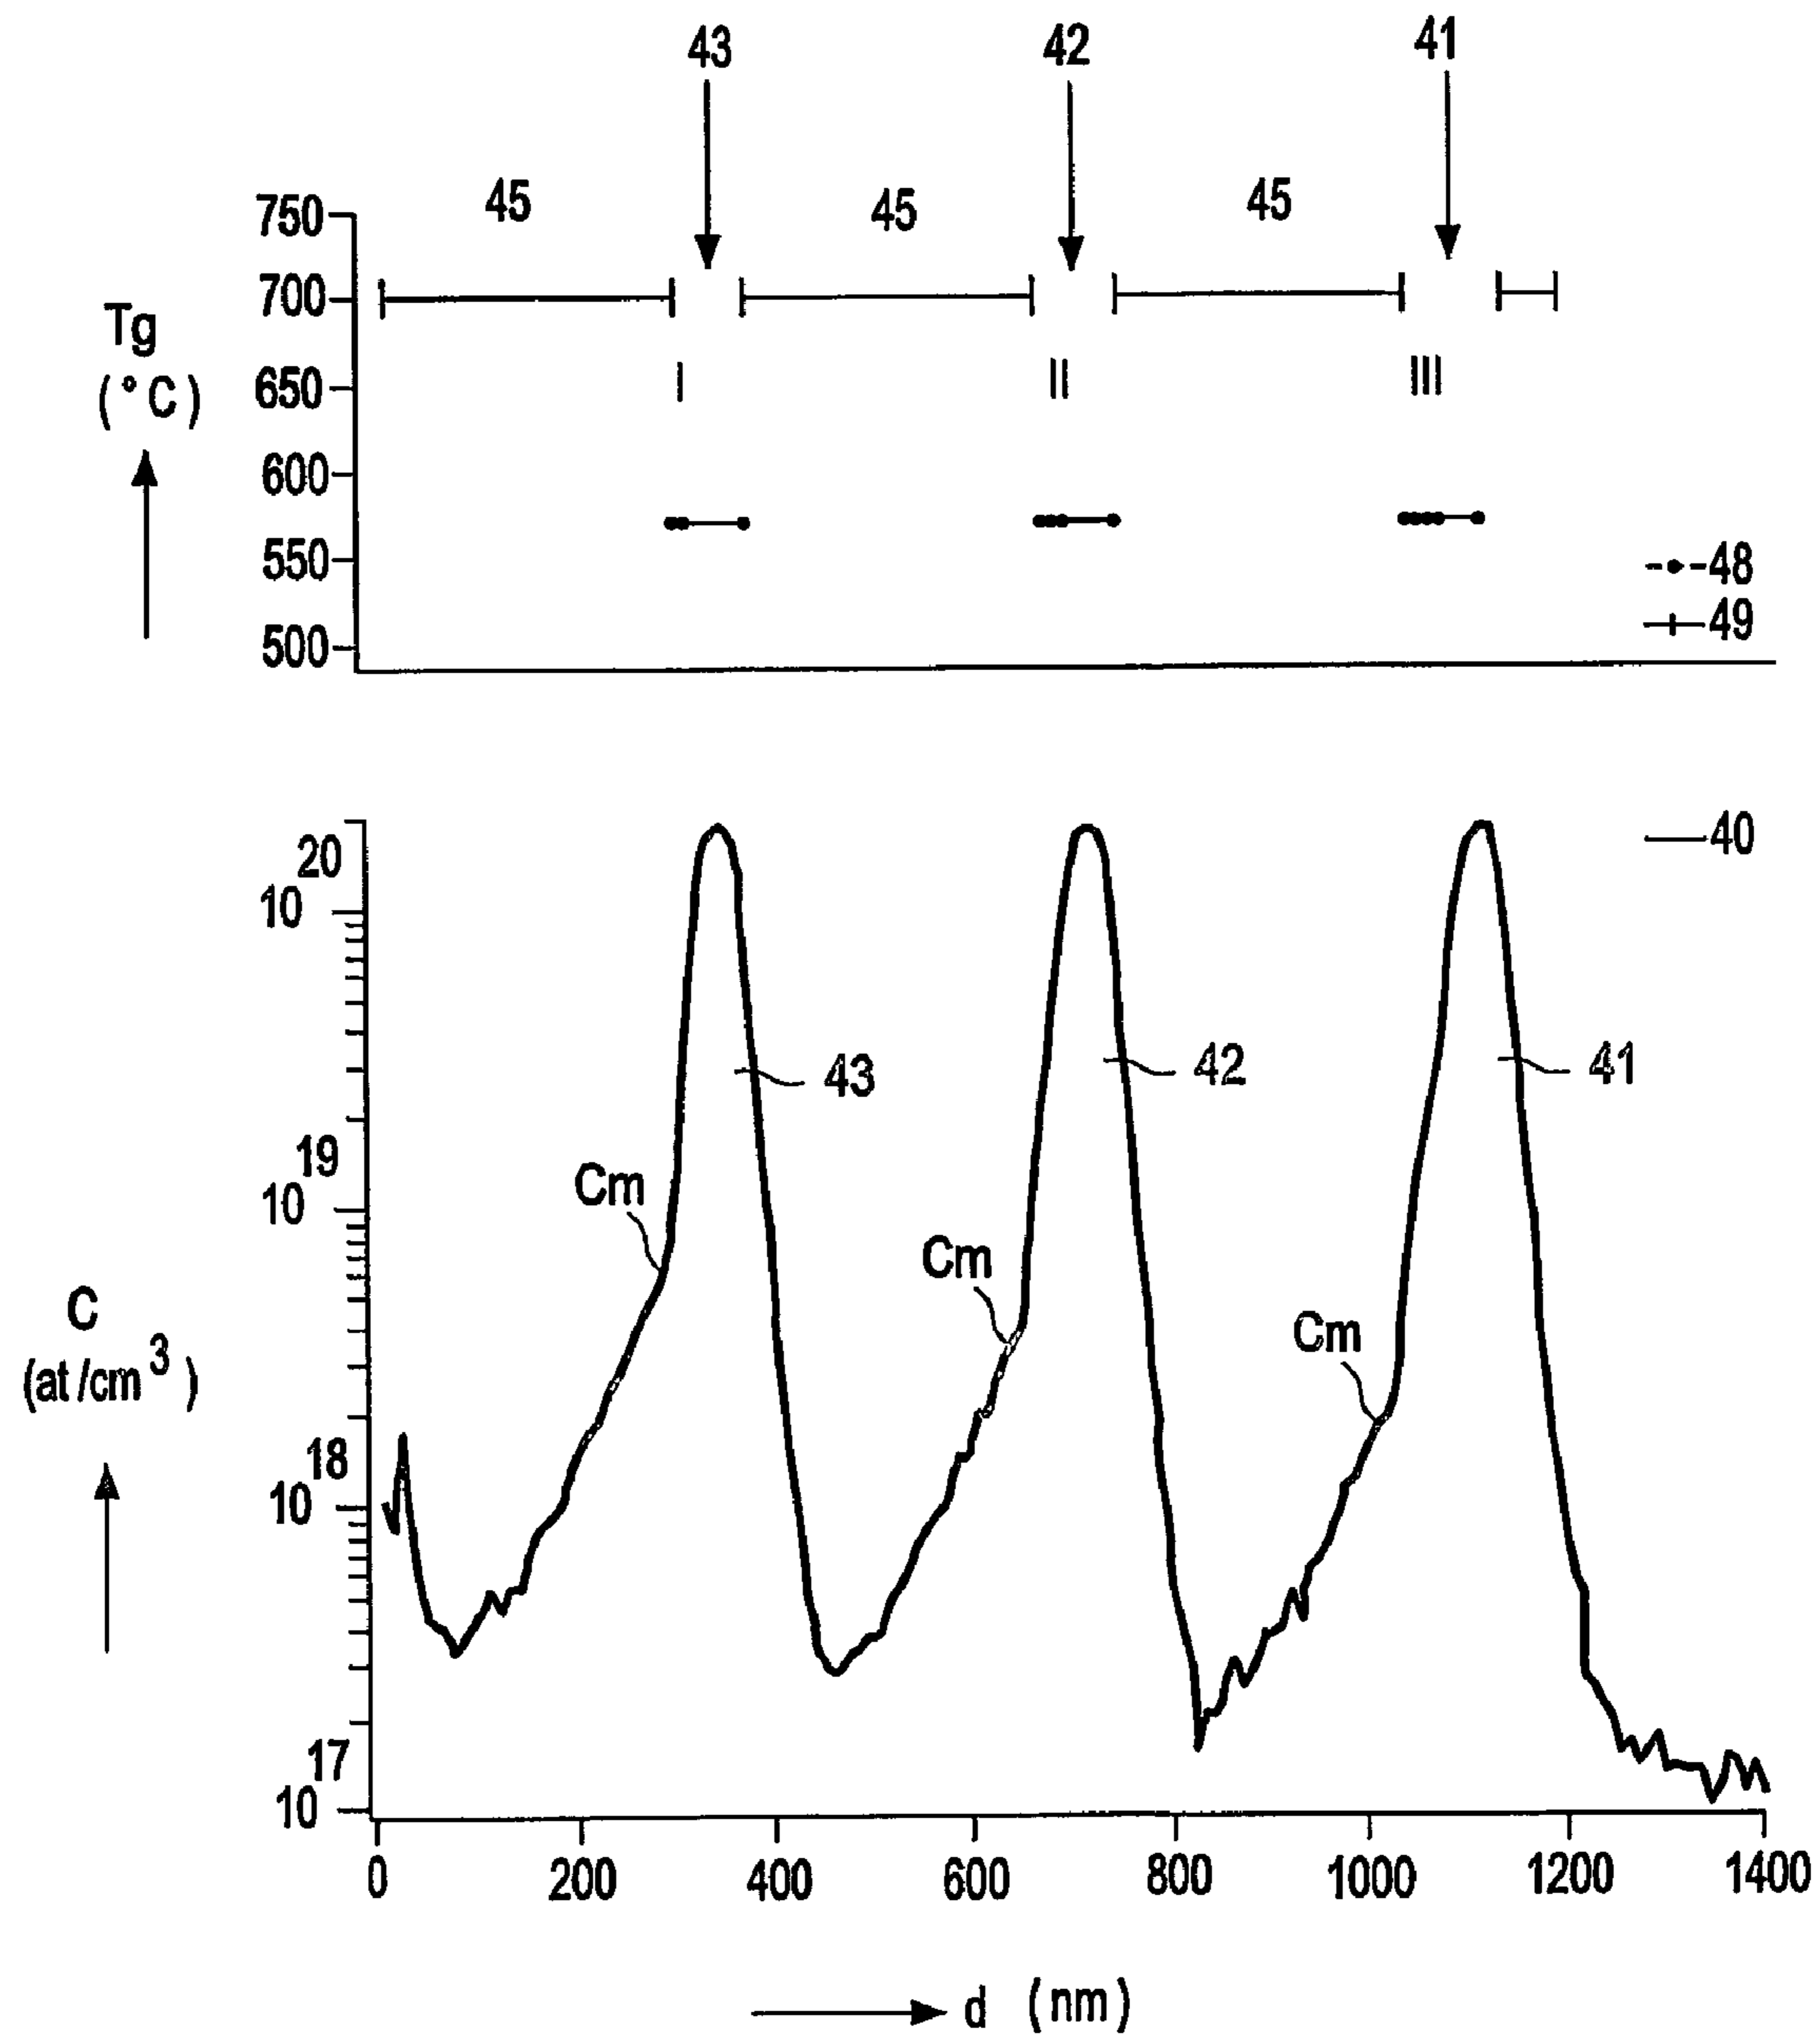 43 42 41
45 45 45
750
700
Tg
(°C)
I II III
650
600
550
48
49
500
40
10^20
43 42 41
10^19
Cm
Cm
Cm
C
(at/cm^3)
10^18
10^17
0 200 400 600 800 1000 1200 1400
d (nm)